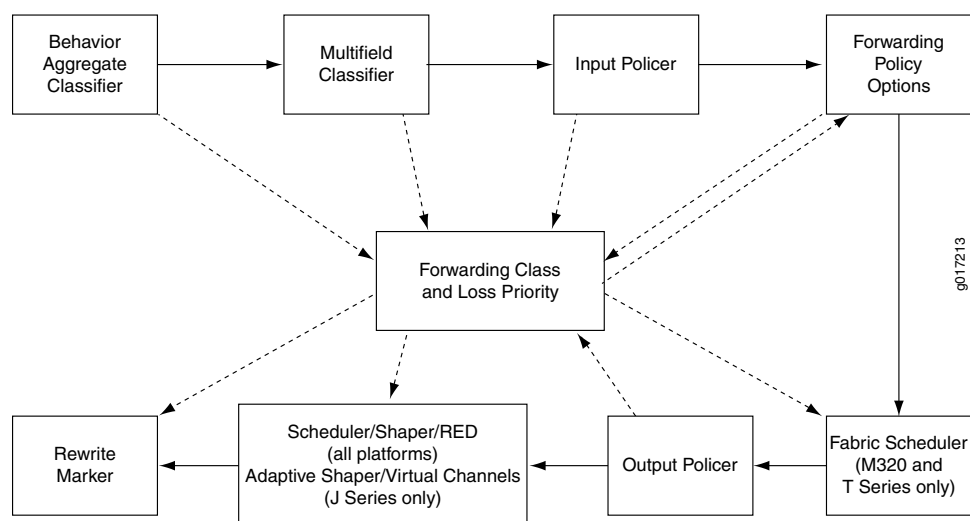 Behavior
Aggregate
Classifier
Multifield
Classifier
Input Policer
Forwarding
Policy
Options
g017213
Forwarding Class
and Loss Priority
Rewrite
Marker
Scheduler/Shaper/RED
(all platforms)
Adaptive Shaper/Virtual Channels
(J Series only)
Output Policer
Fabric Scheduler
(M320 and
T Series only)